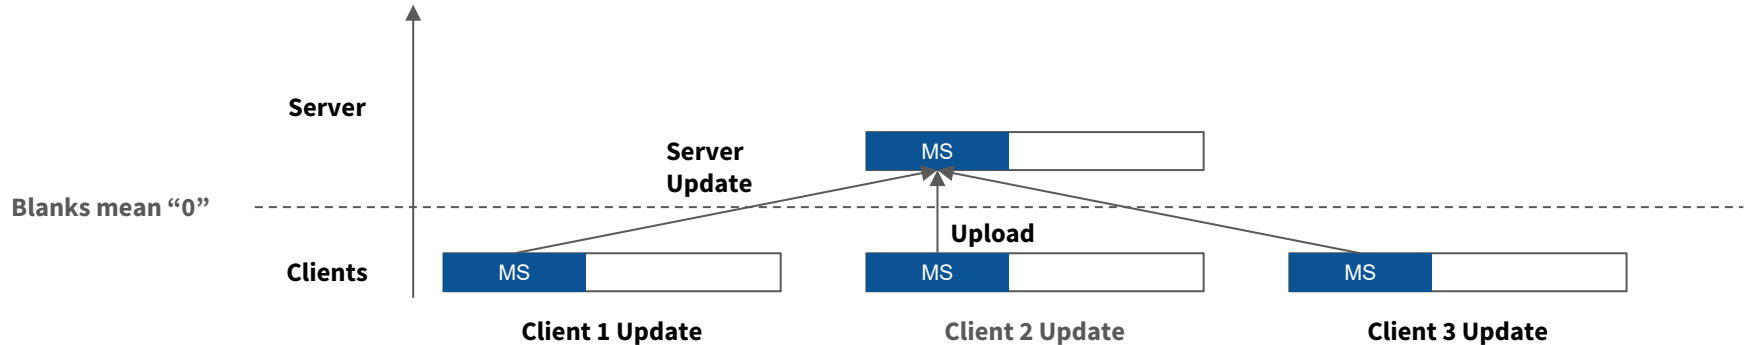 Server
MS
Server
Update
Blanks mean “0”
Upload
Clients
MS
MS
MS
Client 1 Update
Client 2 Update
Client 3 Update